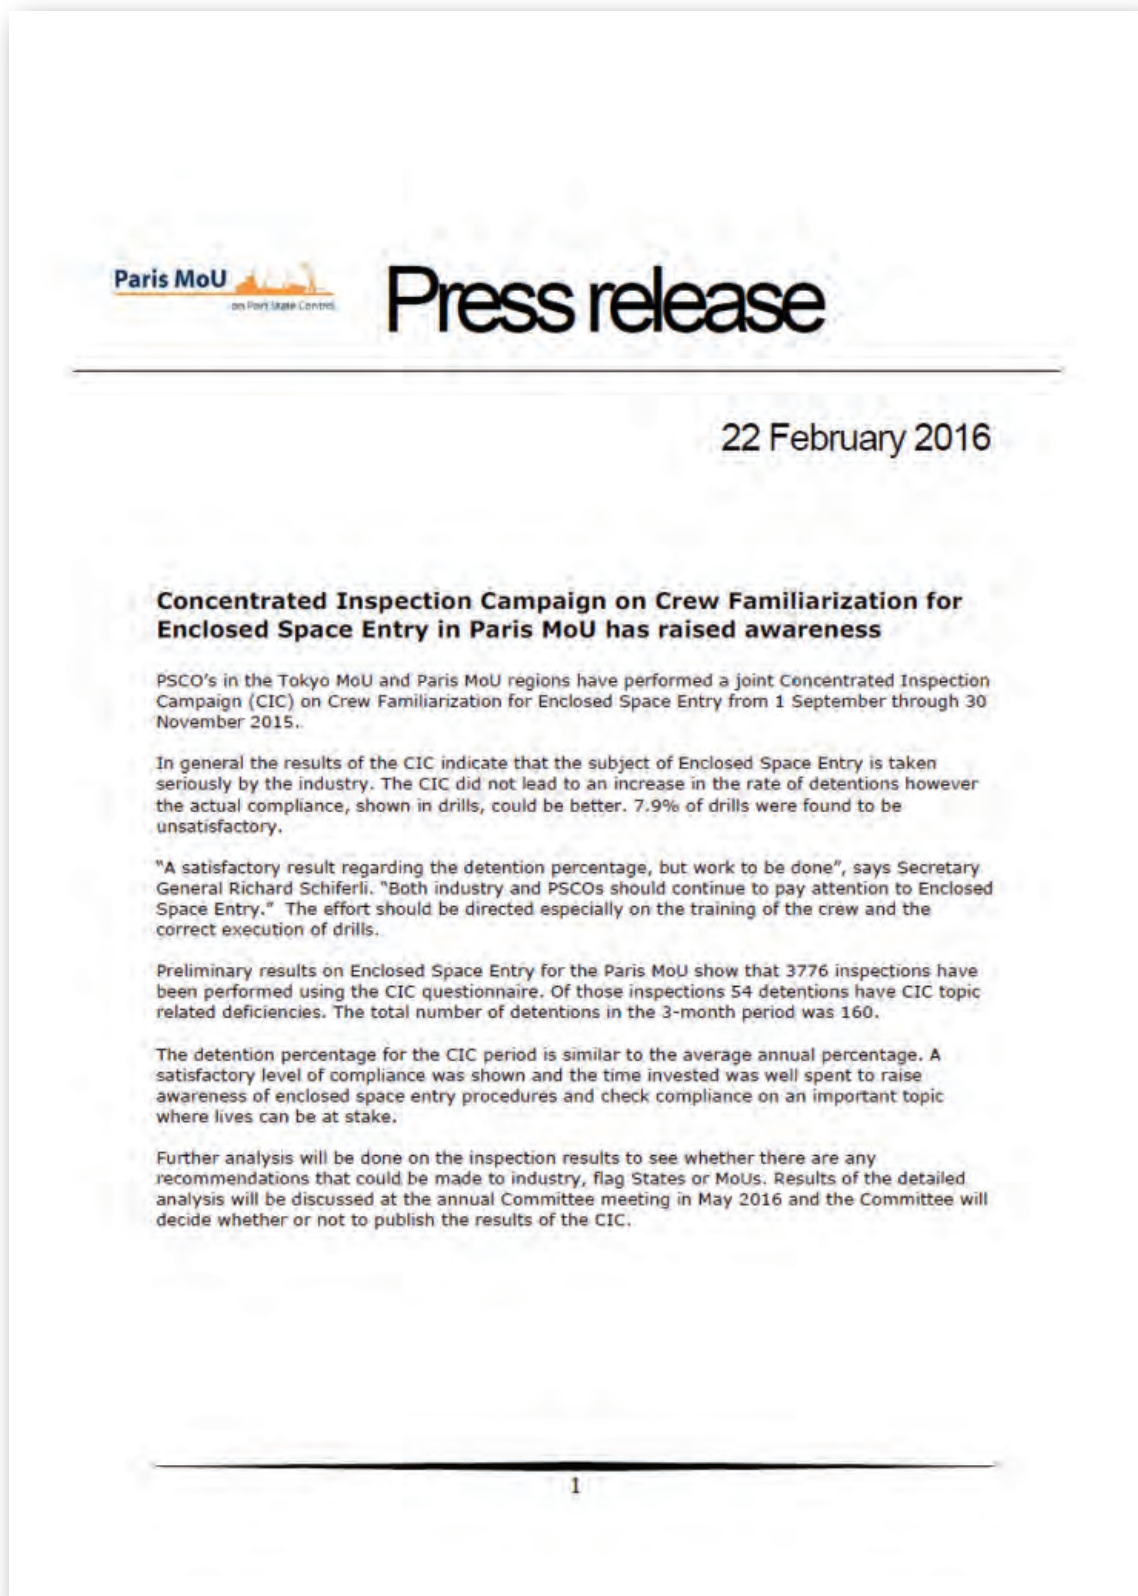 Paris MoU
on Port State Control
Press release
22 February 2016
Concentrated Inspection Campaign on Crew Familiarization for
Enclosed Space Entry in Paris MoU has raised awareness
PSCO's in the Tokyo MoU and Paris MoU regions have performed a joint Concentrated Inspection
Campaign (CIC) on Crew Familiarization for Enclosed Space Entry from 1 September through 30
November 2015.
In general the results of the CIC indicate that the subject of Enclosed Space Entry is taken
seriously by the industry. The CIC did not lead to an increase in the rate of detentions however
the actual compliance, shown in drills, could be better. 7.9% of drills were found to be
unsatisfactory.
"A satisfactory result regarding the detention percentage, but work to be done", says Secretary
General Richard Schiferli. "Both industry and PSCOs should continue to pay attention to Enclosed
Space Entry."  The effort should be directed especially on the training of the crew and the
correct execution of drills.
Preliminary results on Enclosed Space Entry for the Paris MoU show that 3776 inspections have
been performed using the CIC questionnaire. Of those inspections 54 detentions have CIC topic
related deficiencies. The total number of detentions in the 3-month period was 160.
The detention percentage for the CIC period is similar to the average annual percentage. A
satisfactory level of compliance was shown and the time invested was well spent to raise
awareness of enclosed space entry procedures and check compliance on an important topic
where lives can be at stake.
Further analysis will be done on the inspection results to see whether there are any
recommendations that could be made to industry, flag States or MoUs. Results of the detailed
analysis will be discussed at the annual Committee meeting in May 2016 and the Committee will
decide whether or not to publish the results of the CIC.
1